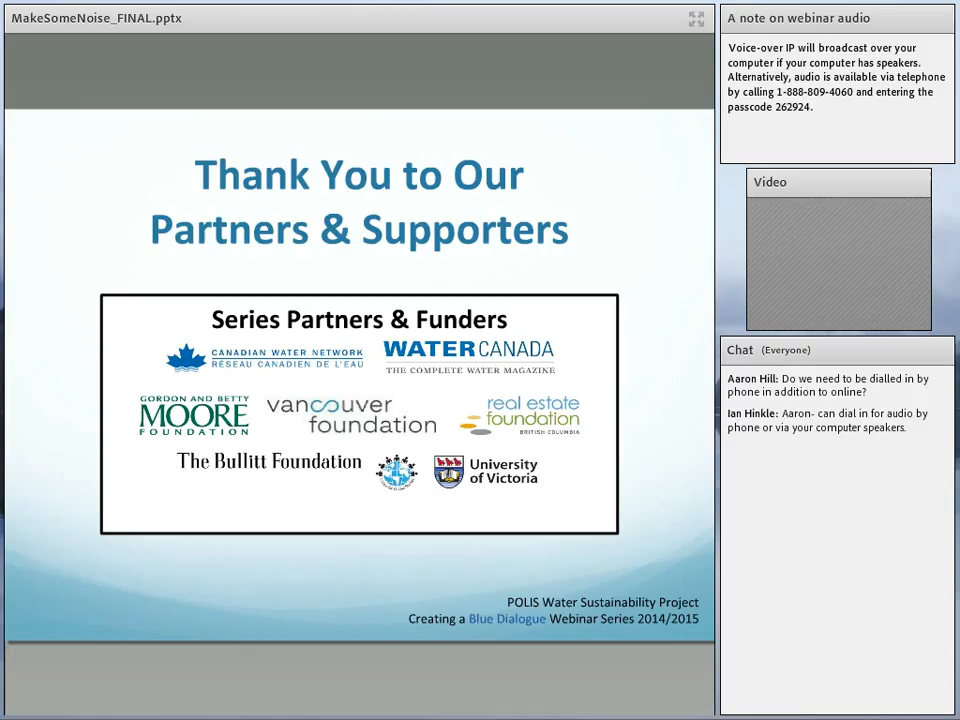 MakeSomeNoise_FINAL.pptx
Thank You to Our
Partners & Supporters
Series Partners & Funders
CANADIAN WATER NETWORK
RÉSEAU CANADIEN DE L'EAU
WATERCANADA
THE COMPLETE WATER MAGAZINE
GORDON AND BETTY
MOORE
FOUNDATION
vancouver
foundation
real estate
foundation
BRITISH COLUMBIA
The Bullitt Foundation
University
of Victoria
POLIS Water Sustainability Project
Creating a Blue Dialogue Webinar Series 2014/2015
A note on webinar audio
Voice-over IP will broadcast over your
computer if your computer has speakers.
Alternatively, audio is available via telephone
by calling 1-888-809-4060 and entering the
passcode 262924.
Video
Chat (Everyone)
Aaron Hill: Do we need to be dialled in by
phone in addition to online?
Ian Hinkle: Aaron- can dial in for audio by
phone or via your computer speakers.